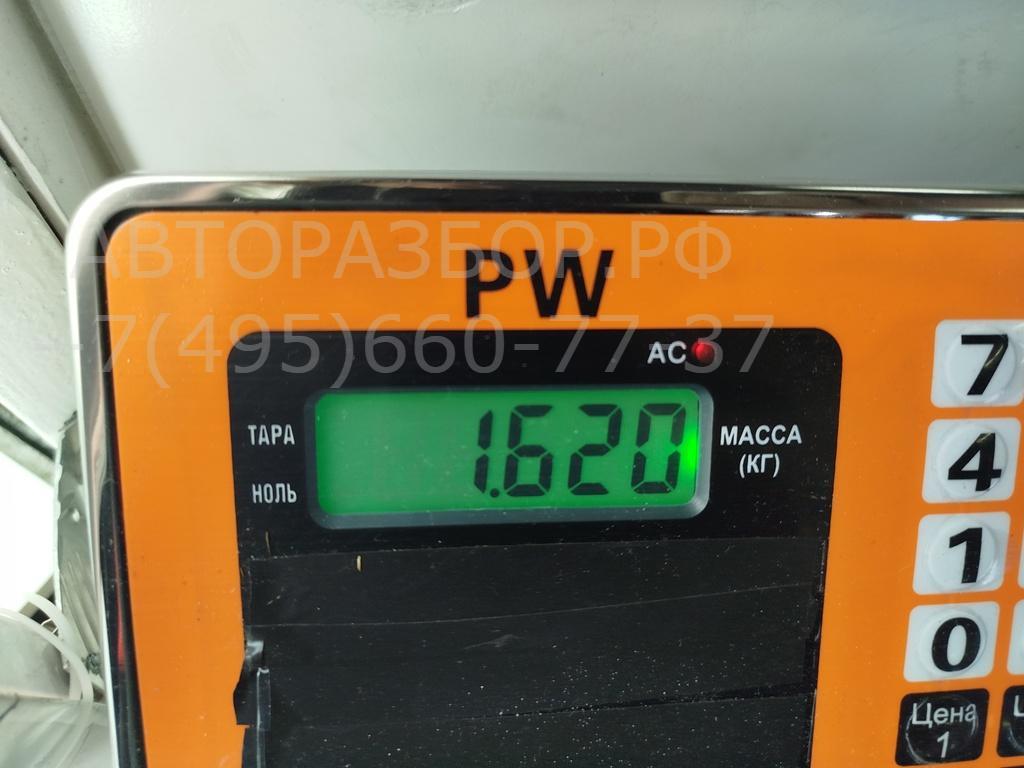 АВТОРАЗБОР.РФ
PW
+7(495)660-77-37
AC
ТАРА
НОЛЬ
1.620
МАССА
(КГ)
7
4
1
0
Цена
1